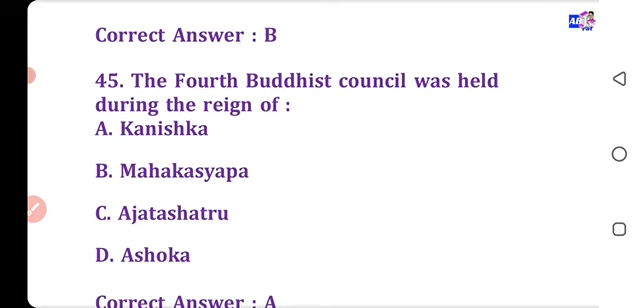 Correct Answer : B
45. The Fourth Buddhist council was held
during the reign of :
A. Kanishka
B. Mahakasyapa
C. Ajatashatru
D. Ashoka
Correct Answer : A